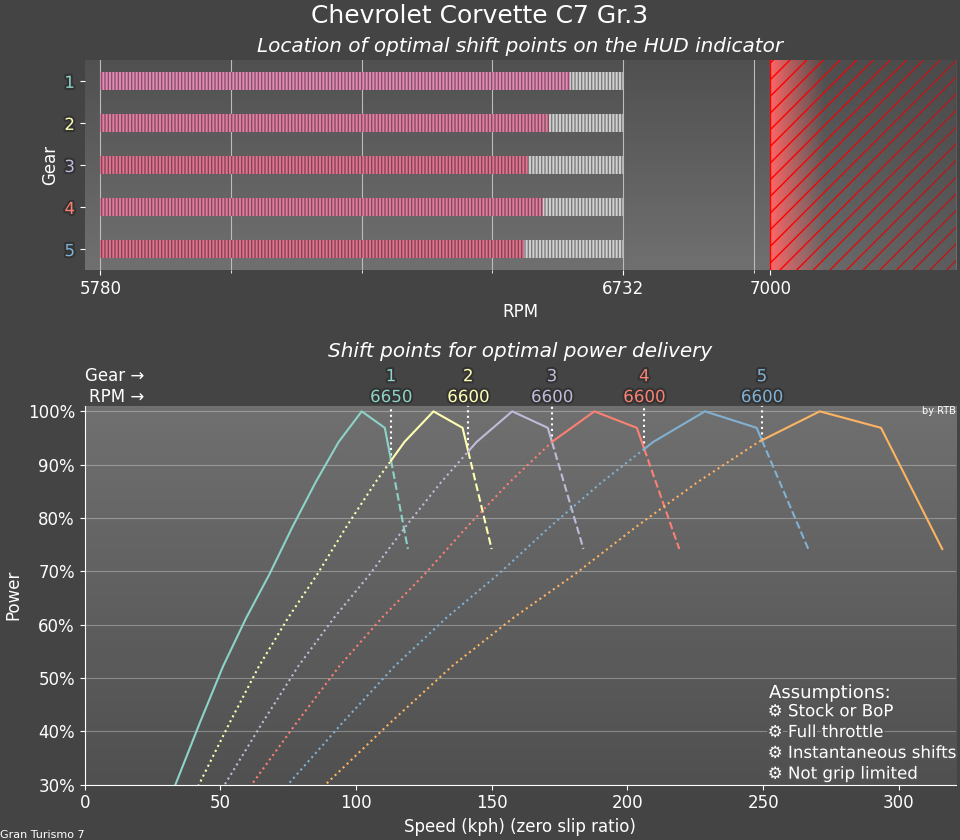 Chevrolet Corvette C7 Gr.3
Location of optimal shift points on the HUD indicator
Gear
1
2
3
4
5
5780 6732 7000
RPM
Shift points for optimal power delivery
Gear → 1 2 3 4 5
RPM → 6650 6600 6600 6600 6600
by RTB
Power
100%
90%
80%
70%
60%
50%
40%
30%
Assumptions:
⚙ Stock or BoP
⚙ Full throttle
⚙ Instantaneous shifts
⚙ Not grip limited
0 50 100 150 200 250 300
Speed (kph) (zero slip ratio)
Gran Turismo 7